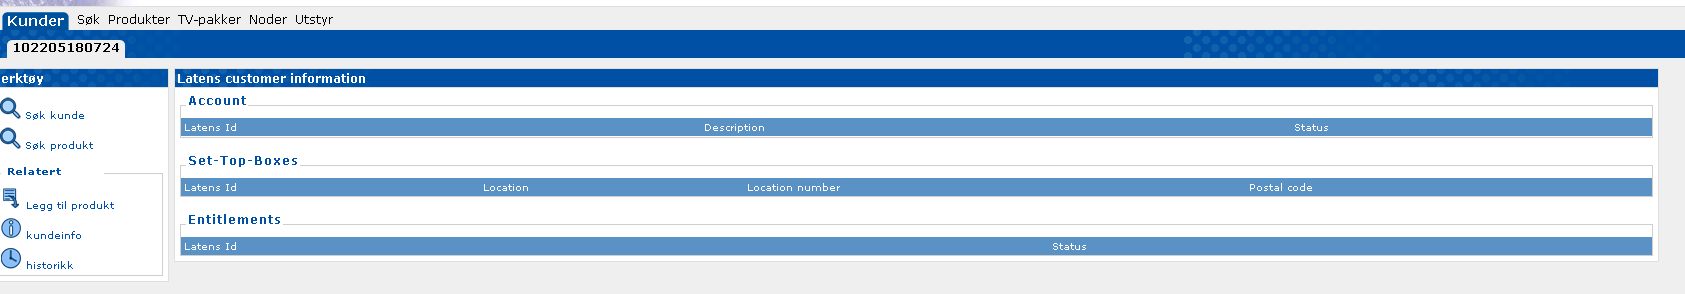 Kunder Søk Produkter TV-pakker Noder Utstyr
102205180724
erktøy
Søk kunde
Søk produkt
Relatert
Legg til produkt
kundeinfo
historikk
Latens customer information
Account
Latens Id Description Status
Set-Top-Boxes
Latens Id Location Location number Postal code
Entitlements
Latens Id Status